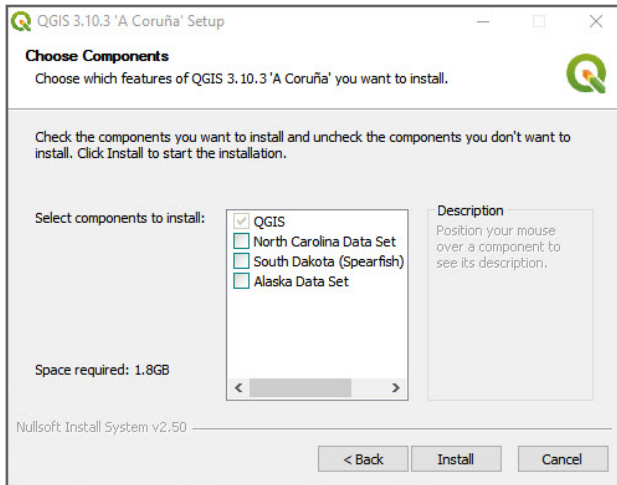 QGIS 3.10.3 'A Coruña' Setup
Choose Components
Choose which features of QGIS 3.10.3 'A Coruña' you want to install.
Check the components you want to install and uncheck the components you don't want to
install. Click Install to start the installation.
Select components to install:
QGIS
North Carolina Data Set
South Dakota (Spearfish)
Alaska Data Set
Description
Position your mouse
over a component to
see its description.
Space required: 1.8GB
Nullsoft Install System v2.50
< Back
Install
Cancel